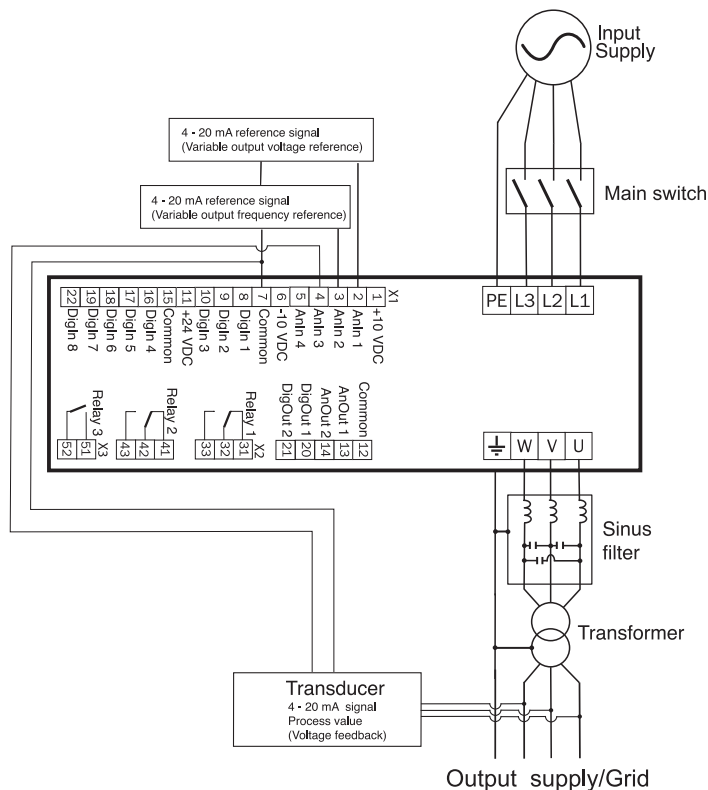 Input
Supply
4 - 20 mA reference signal
(Variable output voltage reference)
Main switch
4 - 20 mA reference signal
(Variable output frequency reference)
22 19 18 17 16 15 11 10 9 8 6 7 5 4 3 2 1 X1
DigIn 8
DigIn 7
DigIn 6
DigIn 5
DigIn 4
Common
+24 VDC
DigIn 3
DigIn 2
DigIn 1
-10 VDC
Common
AnIn 4
AnIn 3
AnIn 2
AnIn 1
+10 VDC
PE L3 L2 L1
Relay 3
52 51 X3
Relay 2
43 42 41
Relay 1
33 32 31 X2
DigOut 2
DigOut 1
AnOut 2
AnOut 1
Common
21 20 14 13 12
W V U
Sinus
filter
Transformer
Transducer
4 - 20 mA signal
Process value
(Voltage feedback)
Output supply/Grid